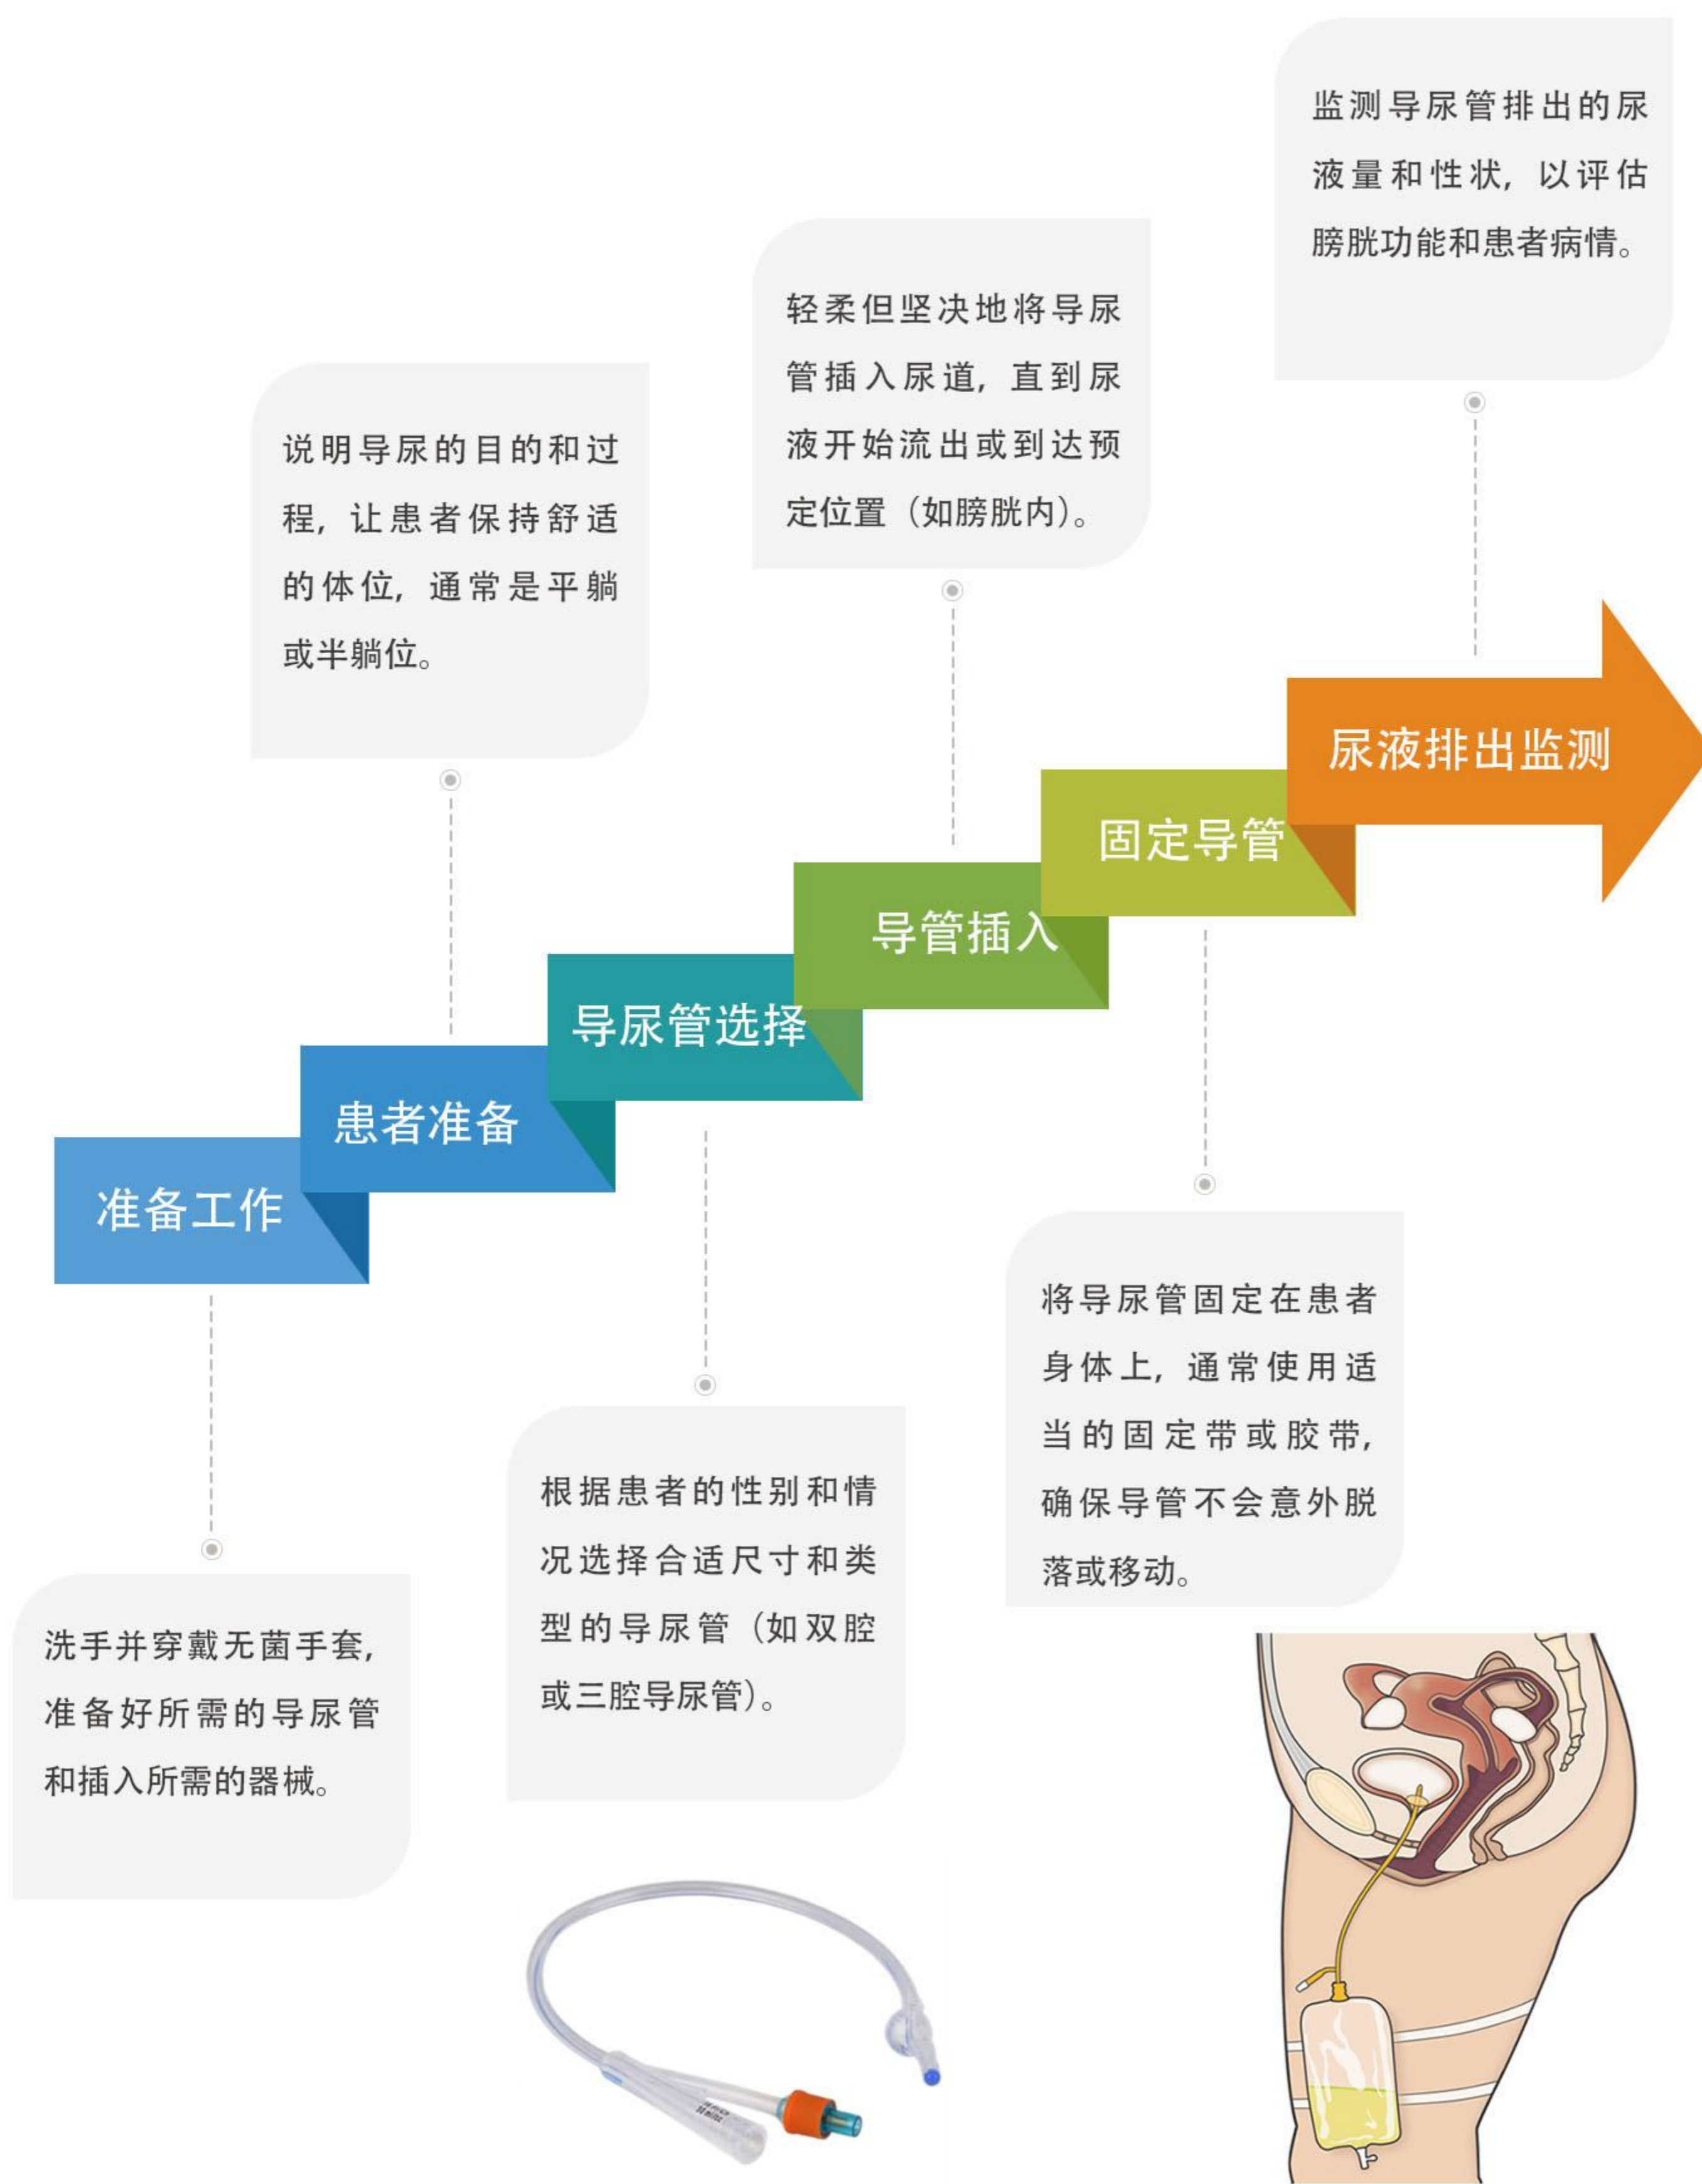 准备工作
洗手并穿戴无菌手套,
准备好所需的导尿管
和插入所需的器械。
患者准备
说明导尿的目的和过
程, 让患者保持舒适
的体位, 通常是平躺
或半躺位。
导尿管选择
根据患者的性别和情
况选择合适尺寸和类
型的导尿管（如双腔
或三腔导尿管）。
导管插入
轻柔但坚决地将导尿
管插入尿道, 直到尿
液开始流出或到达预
定位置（如膀胱内）。
固定导管
将导尿管固定在患者
身体上, 通常使用适
当的固定带或胶带,
确保导管不会意外脱
落或移动。
尿液排出监测
监测导尿管排出的尿
液量和性状, 以评估
膀胱功能和患者病情。